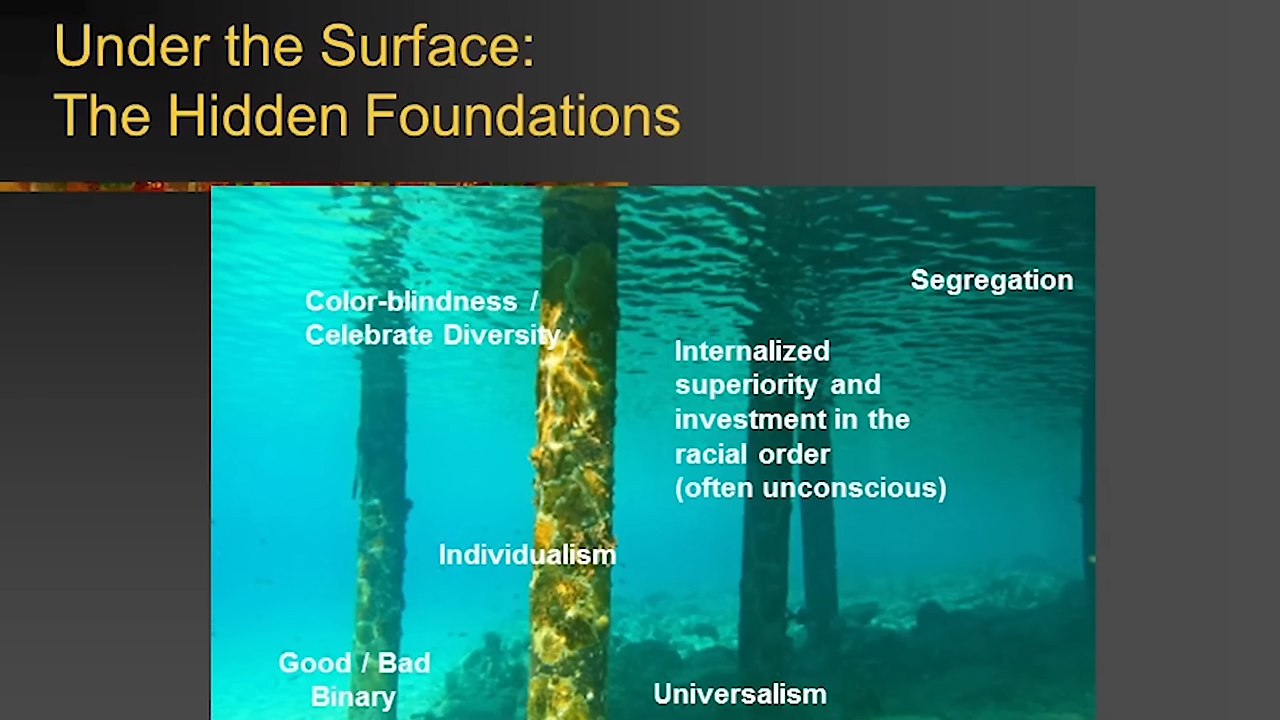 Under the Surface:
The Hidden Foundations
Segregation
Color-blindness /
Celebrate Diversity
Internalized
superiority and
investment in the
racial order
(often unconscious)
Individualism
Good / Bad
Binary
Universalism